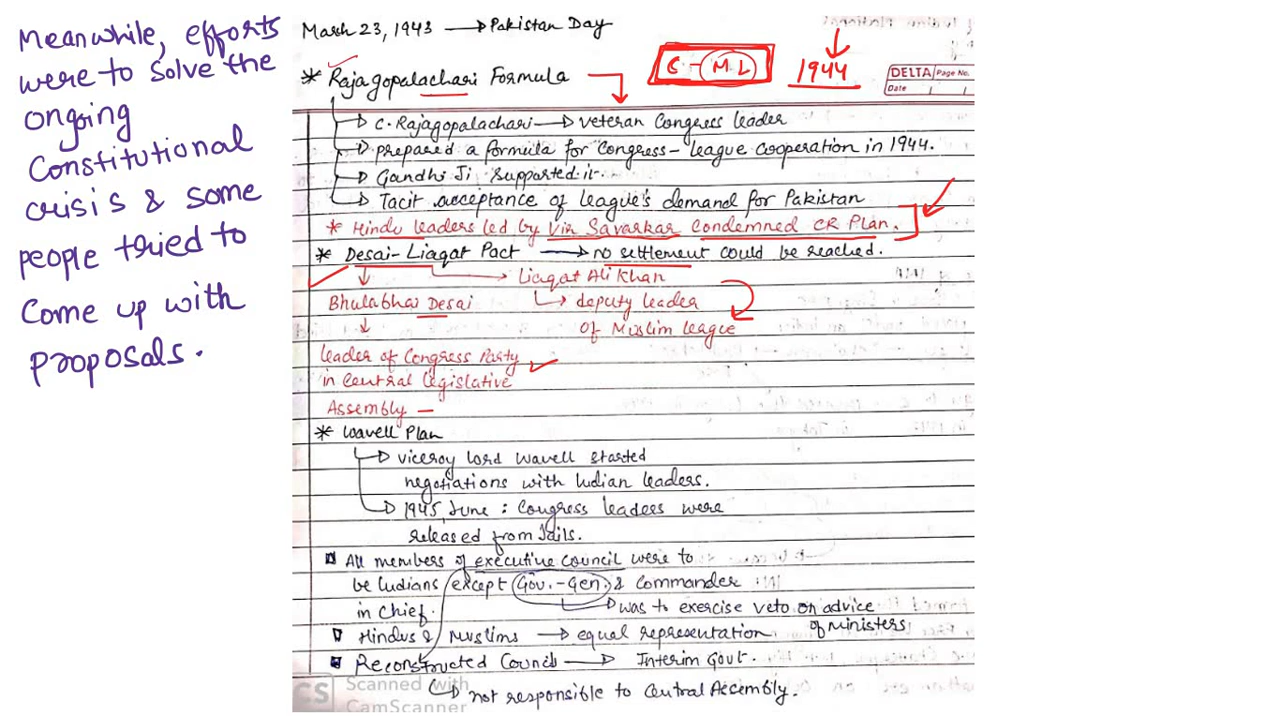 Meanwhile, efforts
were to solve the
ongoing
Constitutional
crisis & some
people tried to
Come up with
proposals.
March 23, 1943 → Pakistan Day
C - ML
1944
* Rajagopalachari Formula
DELTA Page No.
Date
→ C. Rajagopalachari → veteran Congress leader
→ prepared a formula for Congress-League cooperation in 1944.
→ Gandhi Ji supported it.
→ Tacit acceptance of League's demand for Pakistan
* Hindu leaders led by Vir Savarkar condemned CR Plan.
* Desai-Liaqat Pact → no settlement could be reached.
→ Liaqat Ali Khan
Bhulabhai Desai → deputy leader
of Muslim league
leader of Congress Party
in Central legislative
Assembly
* Wavell Plan
→ viceroy lord wavell started
negotiations with Indian leaders.
→ 1945, June : Congress leaders were
released from Jails.
All members of executive council were to
be Indians except Gov.-Gen. & Commander
in Chief. → was to exercise veto on advice
of Ministers
Hindus & Muslims → equal representation
Reconstructed Council → Interim Govt.
CS Scanned with
CamScanner
→ not responsible to Central Assembly.